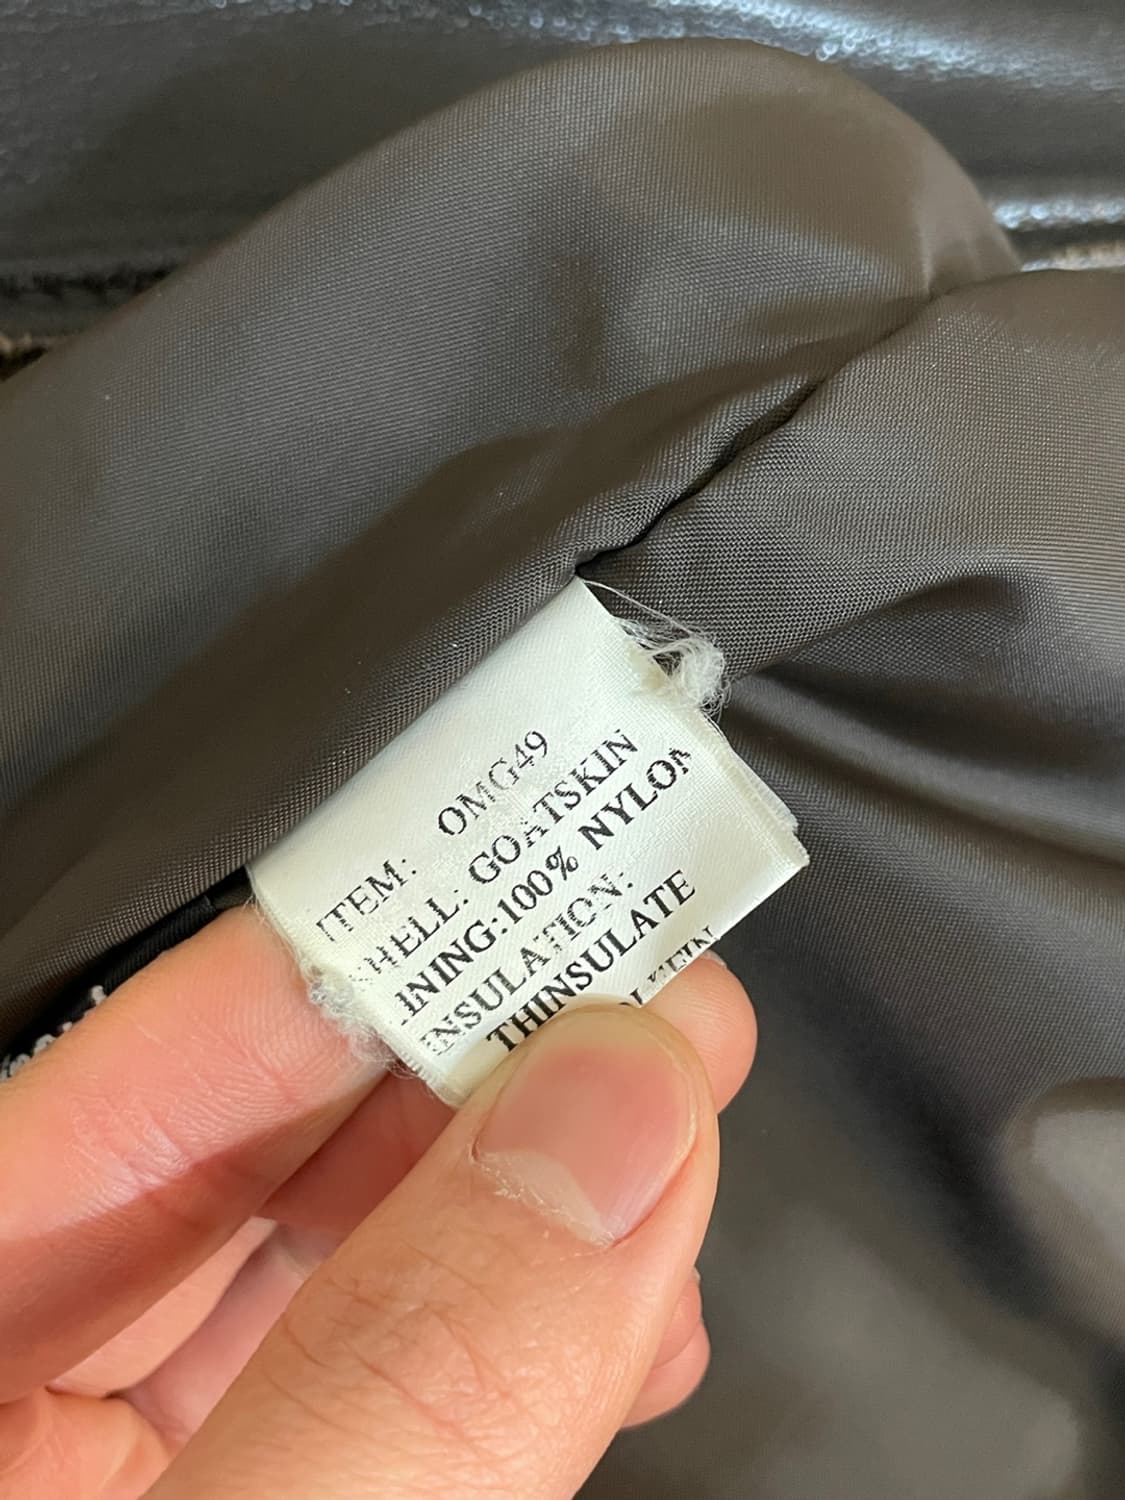 ITEM: OMG49
SHELL: GOATSKIN
LINING:100% NYLON
INSULATION:
THINSULATE